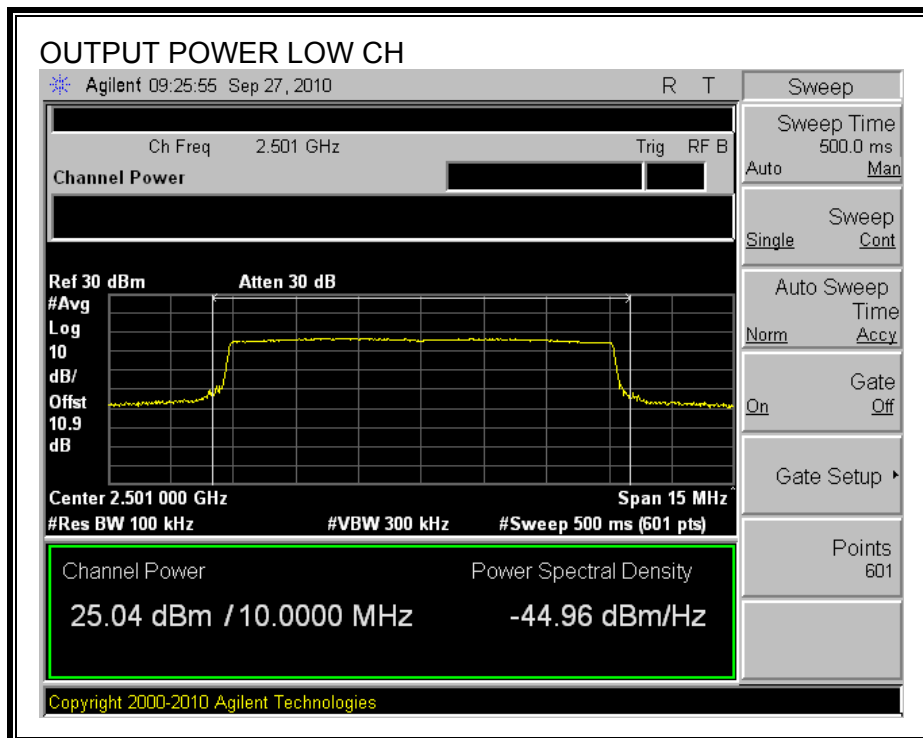 OUTPUT POWER LOW CH
Agilent 09:25:55 Sep 27, 2010 R T
Ch Freq 2.501 GHz Trig RF B
Channel Power
Ref 30 dBm Atten 30 dB
#Avg
Log
10
dB/
Offst
10.9
dB
Center 2.501 000 GHz Span 15 MHz
#Res BW 100 kHz #VBW 300 kHz #Sweep 500 ms (601 pts)
Channel Power Power Spectral Density
25.04 dBm / 10.0000 MHz -44.96 dBm/Hz
Copyright 2000-2010 Agilent Technologies
Sweep
Sweep Time
500.0 ms
Auto Man
Sweep
Single Cont
Auto Sweep
Time
Norm Accy
Gate
On Off
Gate Setup
Points
601